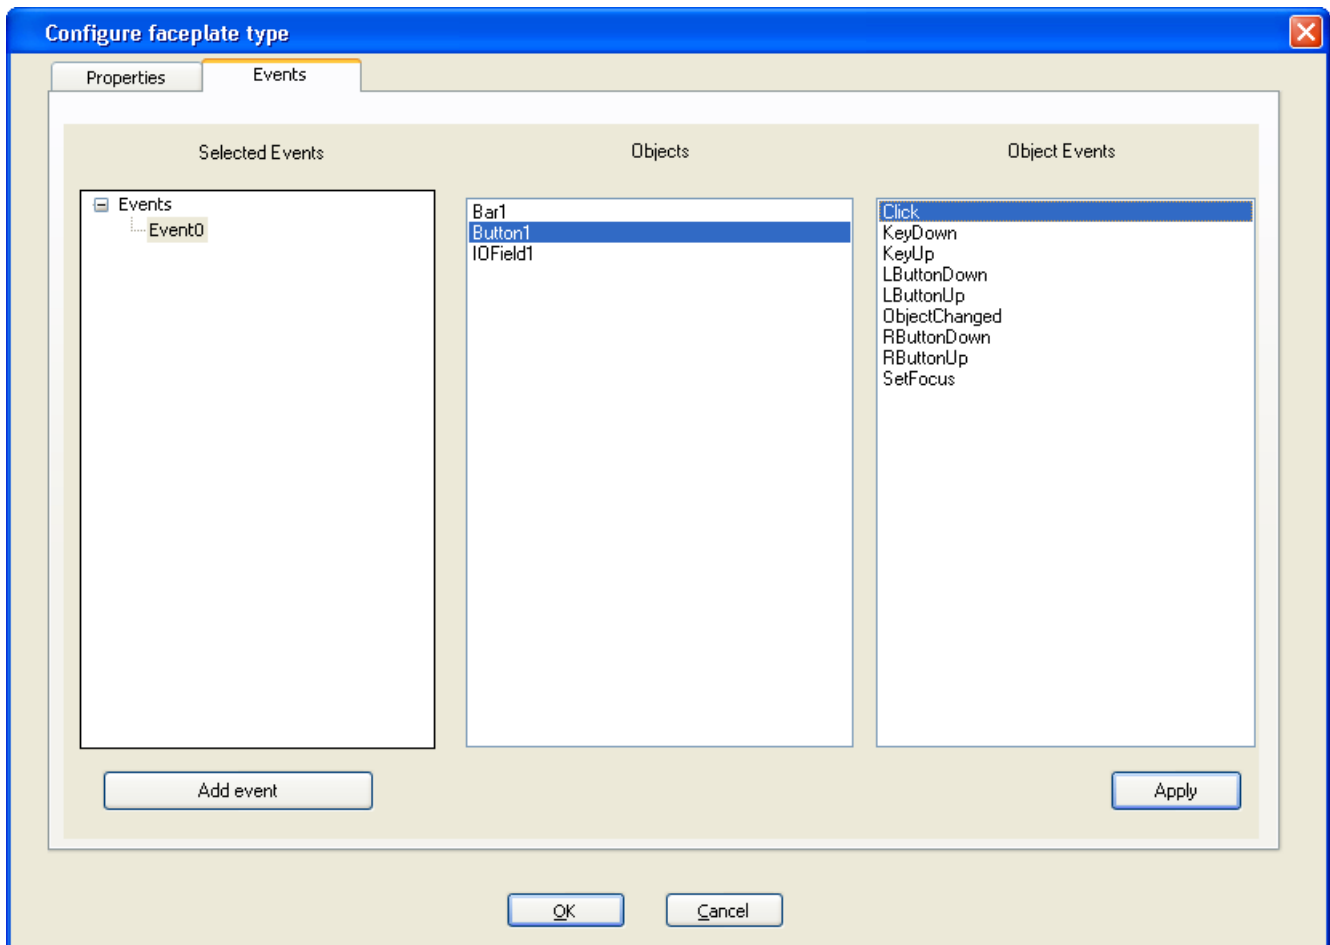 Configure faceplate type
Properties
Events
Selected Events
Objects
Object Events
Events
Event0
Bar1
Button1
IOField1
Click
KeyDown
KeyUp
LButtonDown
LButtonUp
ObjectChanged
RButtonDown
RButtonUp
SetFocus
Add event
Apply
OK
Cancel